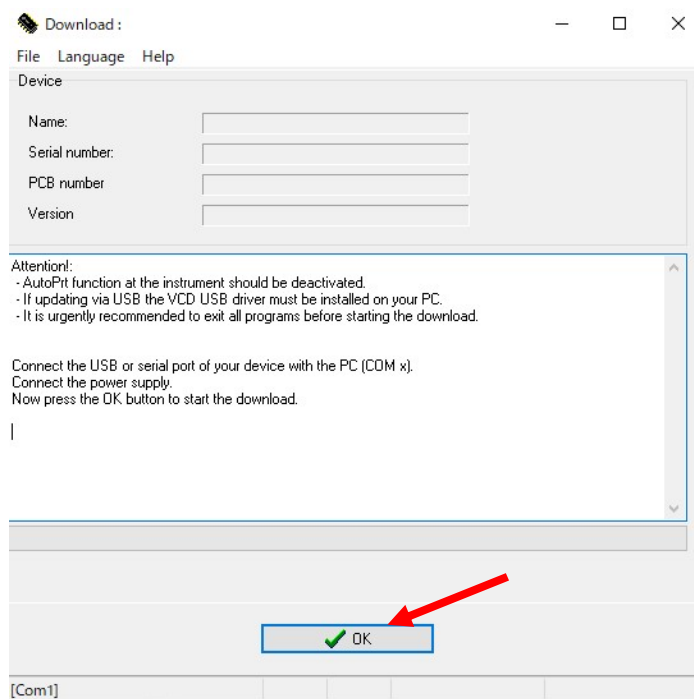 Download :
File Language Help
Device
Name:
Serial number:
PCB number
Version
Attention!:
- AutoPrt function at the instrument should be deactivated.
- If updating via USB the VCD USB driver must be installed on your PC.
- It is urgently recommended to exit all programs before starting the download.
Connect the USB or serial port of your device with the PC (COM x).
Connect the power supply.
Now press the OK button to start the download.
OK
[Com1]